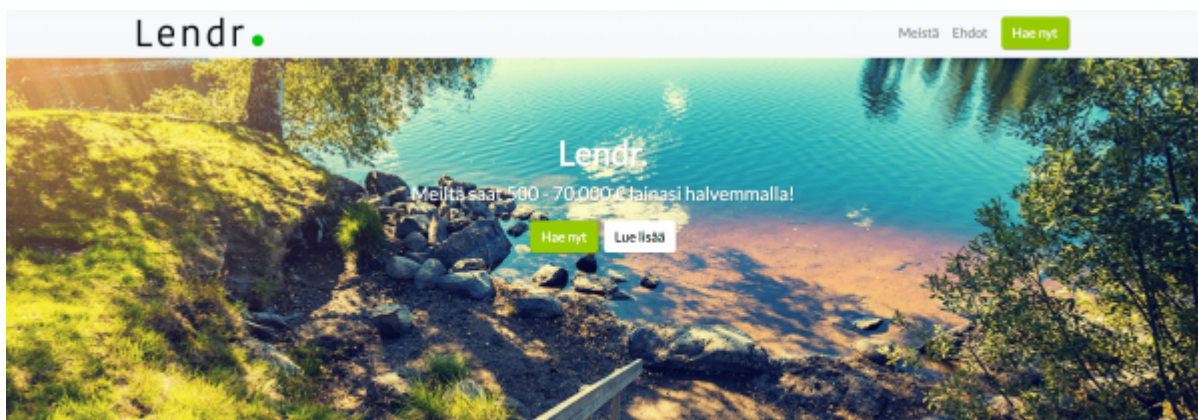 Lendr.
Meistä Ehdot Hae nyt
Lendr.
Meiltä saat 500 - 70 000 € lainasi halvemmalla!
Hae nyt Lue lisää